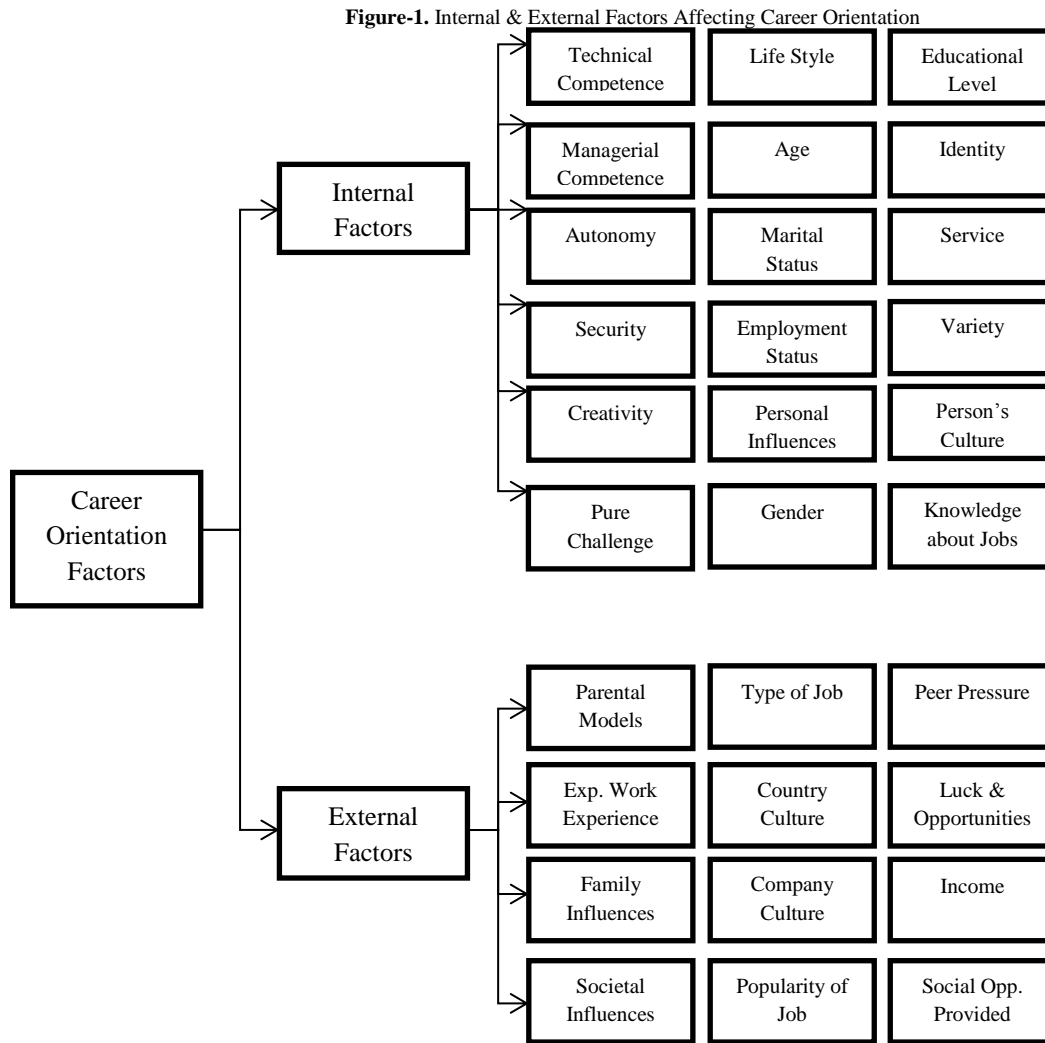 Figure-1. Internal & External Factors Affecting Career Orientation
Career
Orientation
Factors
Internal
Factors
Technical
Competence
Life Style
Educational
Level
Managerial
Competence
Age
Identity
Autonomy
Marital
Status
Service
Security
Employment
Status
Variety
Creativity
Personal
Influences
Person’s
Culture
Pure
Challenge
Gender
Knowledge
about Jobs
External
Factors
Parental
Models
Type of Job
Peer Pressure
Exp. Work
Experience
Country
Culture
Luck &
Opportunities
Family
Influences
Company
Culture
Income
Societal
Influences
Popularity of
Job
Social Opp.
Provided